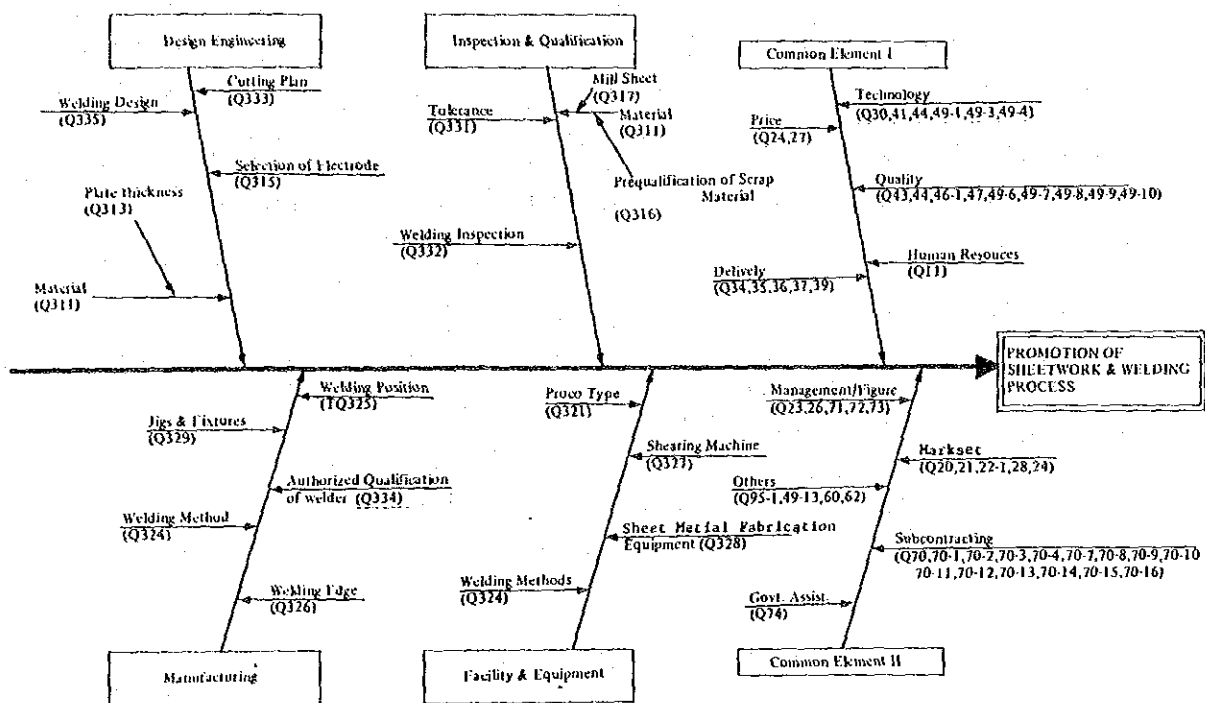 Design Engineering
Cutting Plan
(Q333)
Welding Design
(Q335)
Selection of Electrode
(Q315)
Plate thickness
(Q313)
Material
(Q311)
Inspection & Qualification
Mill Sheet
(Q317)
Tolerance
(Q331)
Material
(Q311)
Prequalification of Scrap
Material
(Q316)
Welding Inspection
(Q332)
Common Element I
Technology
(Q30,41,44,49-1,49-3,49-4)
Price
(Q24,27)
Quality
(Q43,44,46-1,47,49-6,49-7,49-8,49-9,49-10)
Human Resouces
(Q11)
Delively
(Q34,35,36,37,39)
PROMOTION OF
SHEETWORK & WELDING
PROCESS
Welding Position
(TQ325)
Jigs & Fixtures
(Q329)
Authorized Qualification
of welder (Q334)
Welding Method
(Q324)
Welding Edge
(Q326)
Manufacturing
Proco Type
(Q321)
Shearing Machine
(Q327)
Sheet Metial Fabrication
Equipment (Q328)
Welding Methods
(Q324)
Facility & Equipment
Management/Figure
(Q23,26,71,72,73)
Markset
(Q20,21,22-1,28,24)
Others
(Q95-1,49-13,60,62)
Subcontracting
(Q70,70-1,70-2,70-3,70-4,70-7,70-8,70-9,70-10
70-11,70-12,70-13,70-14,70-15,70-16)
Govt. Assist.
(Q74)
Common Element II